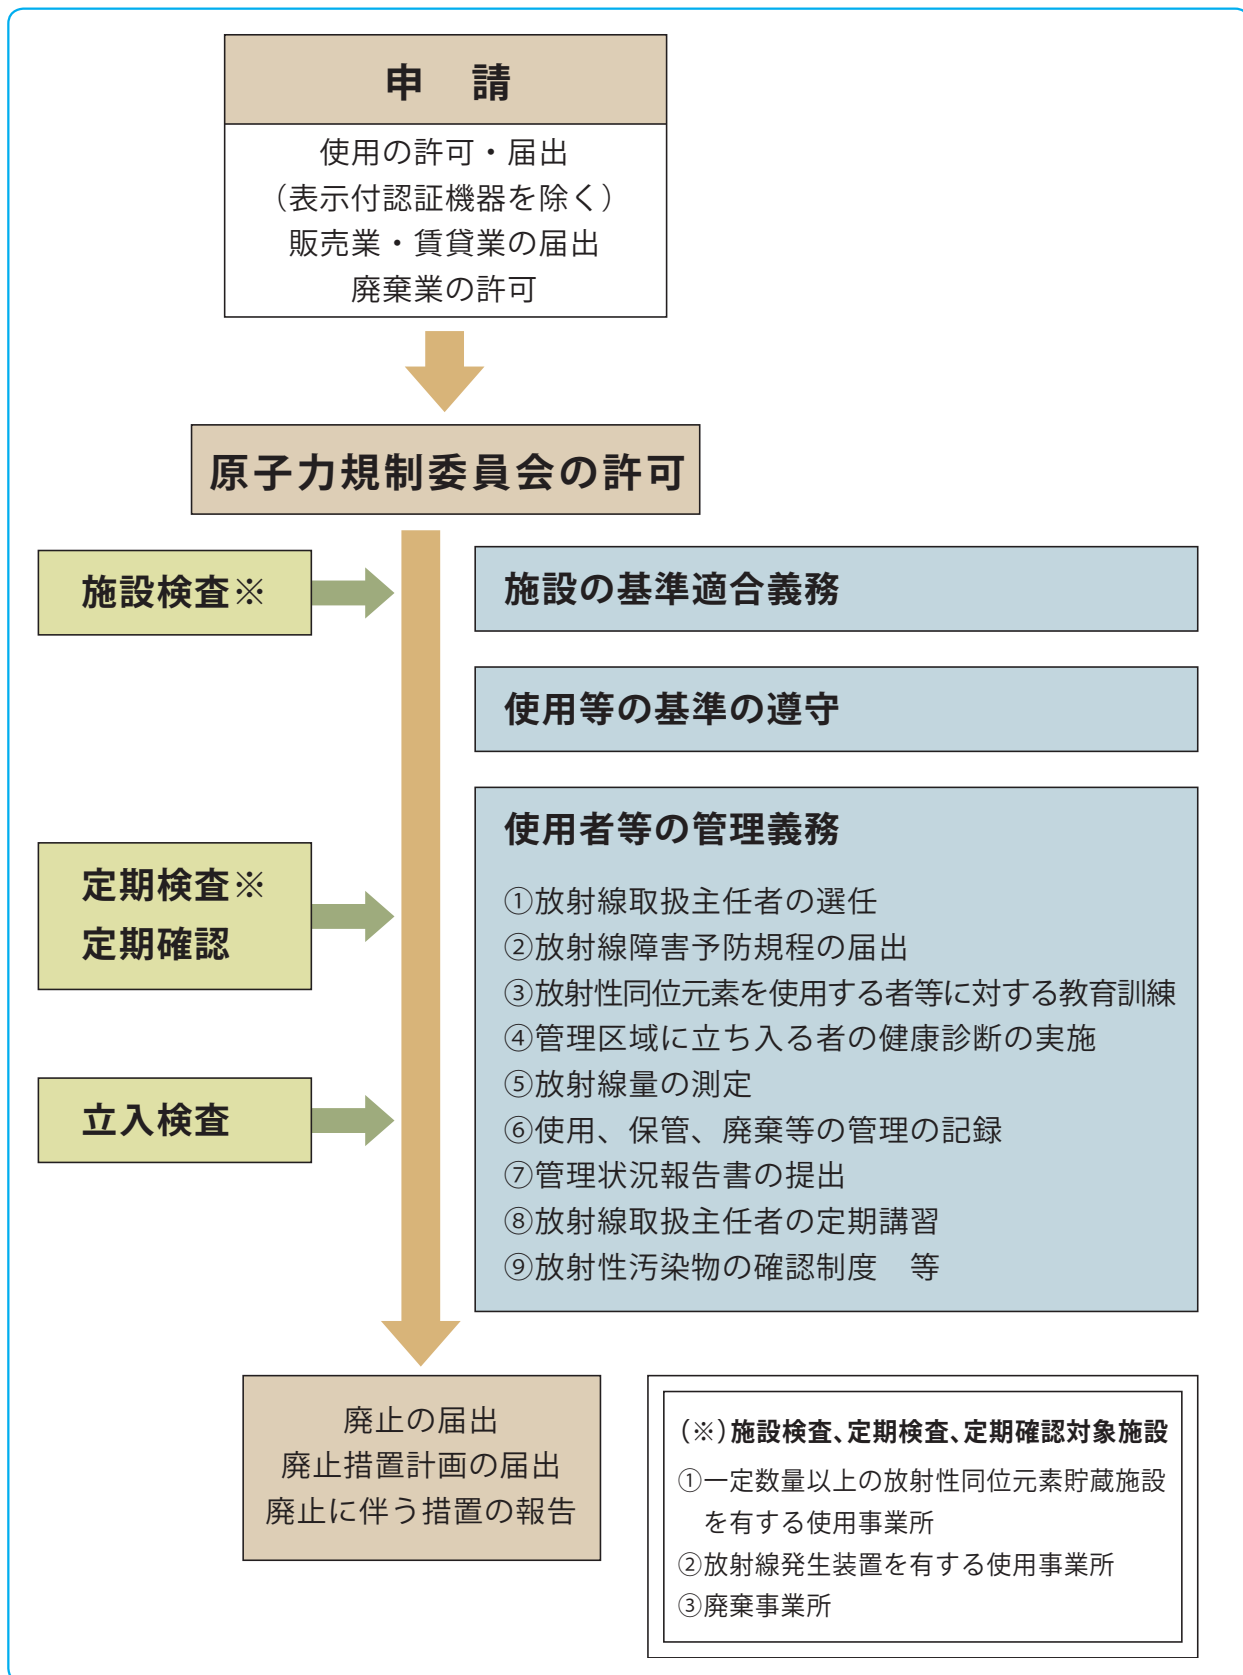 申　請
使用の許可・届出
（表示付認証機器を除く）
販売業・賃貸業の届出
廃棄業の許可
原子力規制委員会の許可
施設検査※
施設の基準適合義務
使用等の基準の遵守
定期検査※
定期確認
立入検査
使用者等の管理義務
①放射線取扱主任者の選任
②放射線障害予防規程の届出
③放射性同位元素を使用する者等に対する教育訓練
④管理区域に立ち入る者の健康診断の実施
⑤放射線量の測定
⑥使用、保管、廃棄等の管理の記録
⑦管理状況報告書の提出
⑧放射線取扱主任者の定期講習
⑨放射性汚染物の確認制度　等
廃止の届出
廃止措置計画の届出
廃止に伴う措置の報告
（※）施設検査、定期検査、定期確認対象施設
①一定数量以上の放射性同位元素貯蔵施設
を有する使用事業所
②放射線発生装置を有する使用事業所
③廃棄事業所